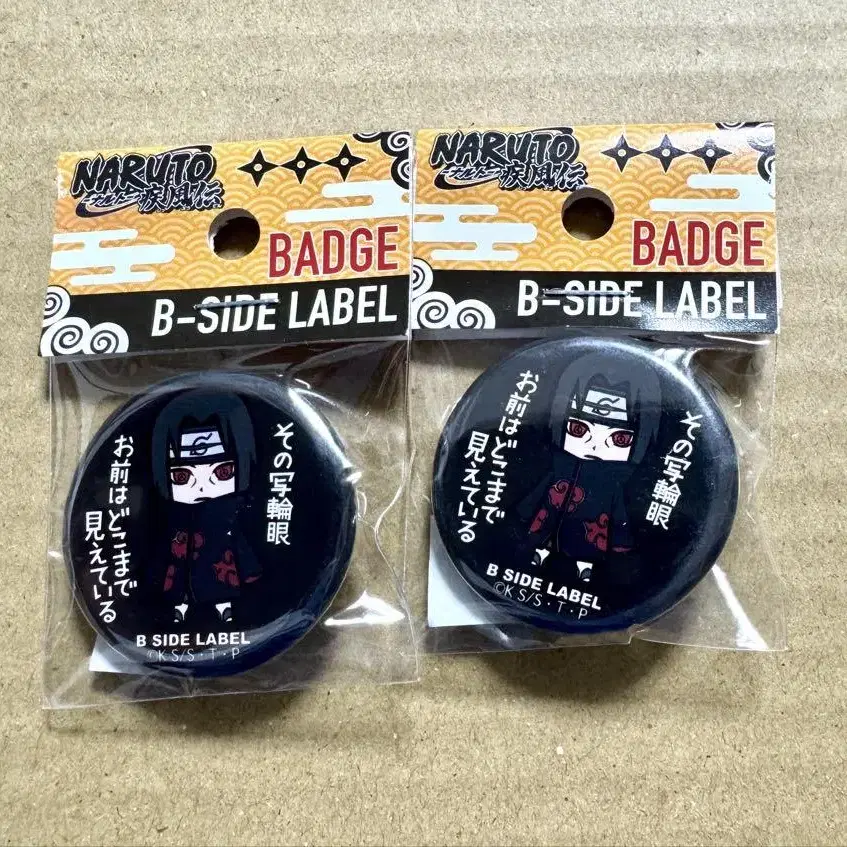 NARUTO
-ナルト-
疾風伝
BADGE
B-SIDE LABEL
その写輪眼
お前はどこまで
見えている
B SIDE LABEL
©KS/S・T・P
NARUTO
-ナルト-
疾風伝
BADGE
B-SIDE LABEL
その写輪眼
お前はどこまで
見えている
B SIDE LABEL
©KS/S・T・P